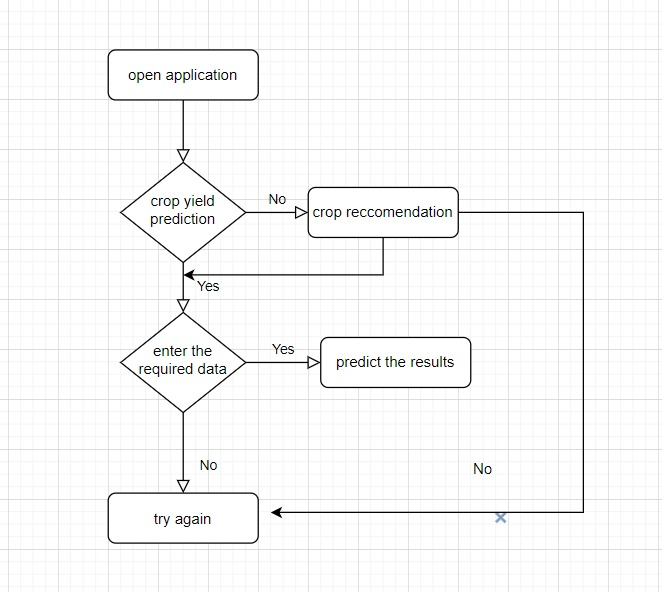 open application
crop yield
prediction
No
crop reccomendation
Yes
enter the
required data
Yes
predict the results
No
No
try again